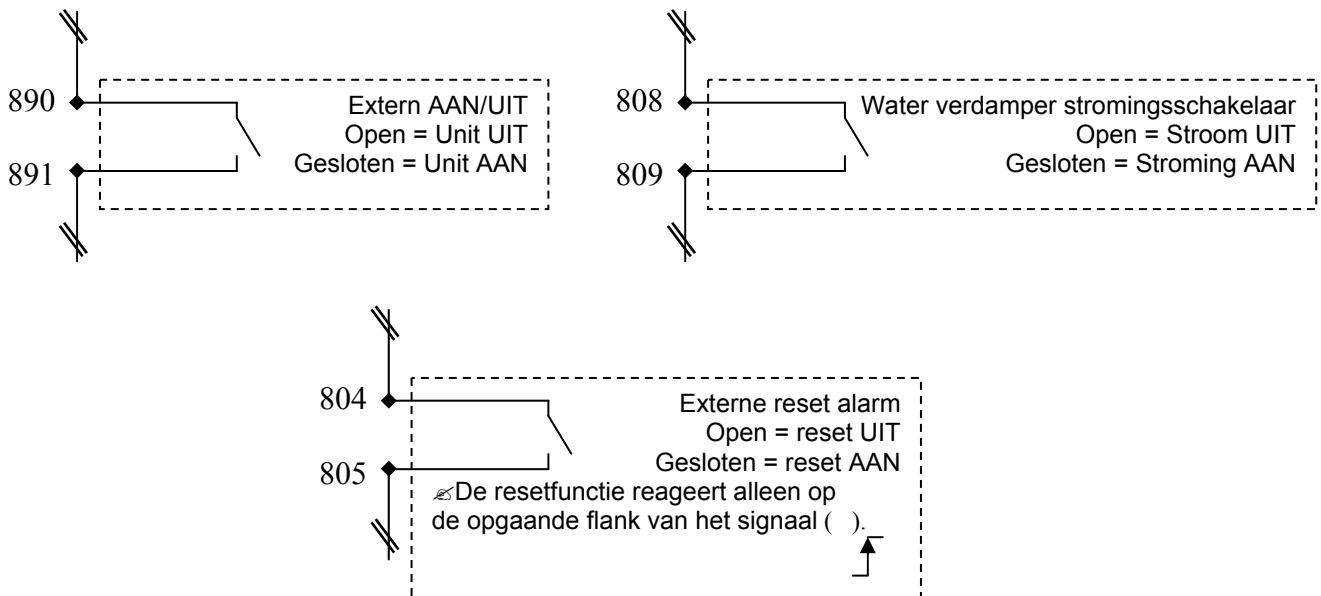 890
Extern AAN/UIT
Open = Unit UIT
Gesloten = Unit AAN
891
808
Water verdamper stromingsschakelaar
Open = Stroom UIT
Gesloten = Stroming AAN
809
804
Externe reset alarm
Open = reset UIT
Gesloten = reset AAN
805
✍De resetfunctie reageert alleen op
de opgaande flank van het signaal ( ).